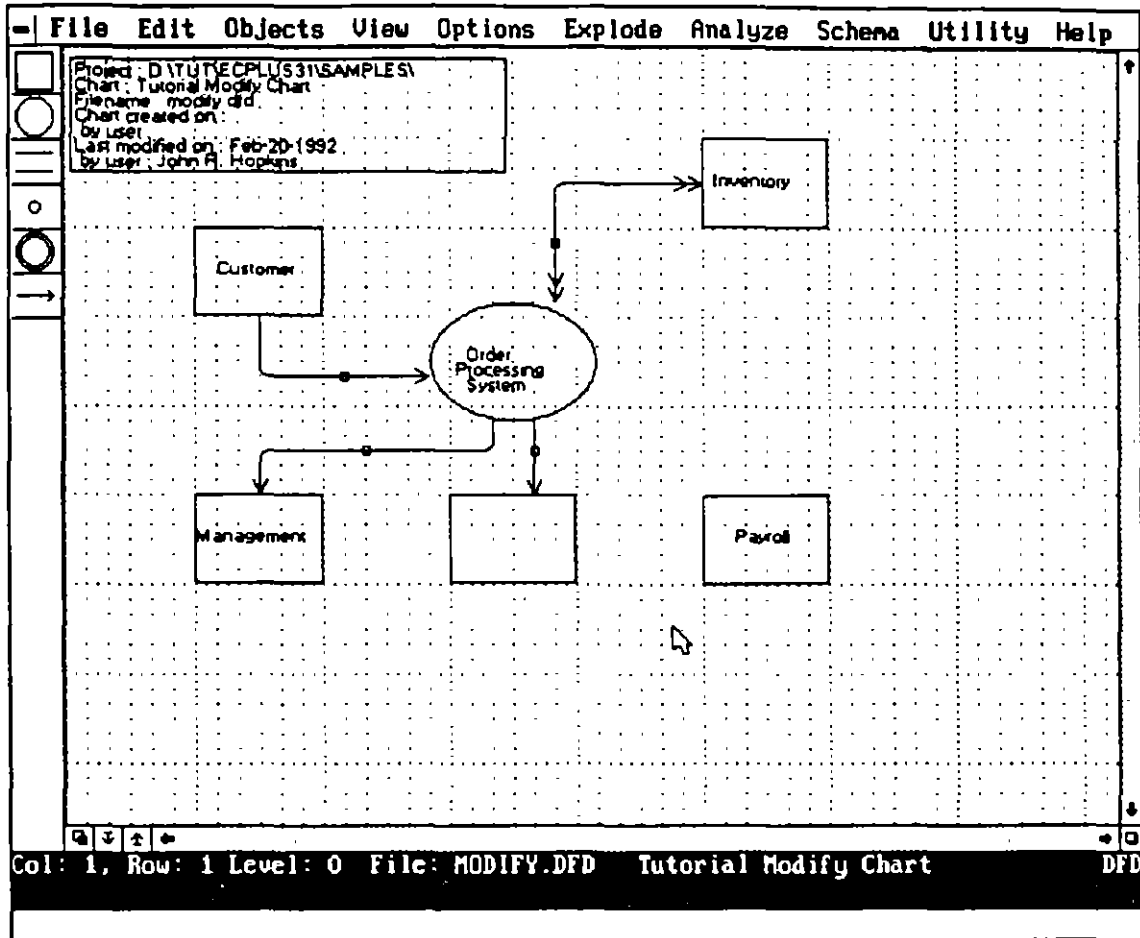 File Edit Objects View Options Explode Analyze Schema Utility Help
Project : D:\TUT\ECPLUS31\SAMPLES\
Chart : Tutorial Modify Chart
Filename modify dfd
Chart created on :
by user
Last modified on : Feb-20-1992
by user : John A. Hopkins
Inventory
Customer
Order
Processing
System
Management
Payroll
Col: 1, Row: 1 Level: 0 File: MODIFY.DFD Tutorial Modify Chart DFD